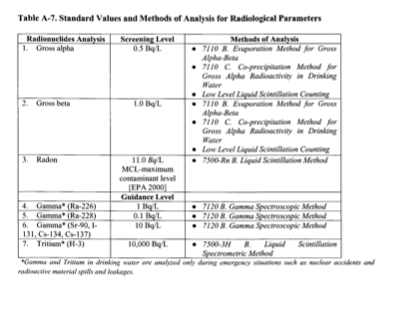 Table A-7. Standard Values and Methods of Analysis for Radiological Parameters
Radionuclides Analysis Screening Level Methods of Analysis
1. Gross alpha 0.5 Bq/L • 7110 B. Evaporation Method for Gross
Alpha-Beta
• 7110 C. Co-precipitation Method for
Gross Alpha Radioactivity in Drinking
Water
• Low Level Liquid Scintillation Counting
2. Gross beta 1.0 Bq/L • 7110 B. Evaporation Method for Gross
Alpha-Beta
• 7110 C. Co-precipitation Method for
Gross Alpha Radioactivity in Drinking
Water
• Low Level Liquid Scintillation Counting
3. Radon 11.0 Bq/L • 7500-Rn B. Liquid Scintillation Method
MCL-maximum
contaminant level
[EPA 2000]
Guidance Level
4. Gamma* (Ra-226) 1 Bq/L • 7120 B. Gamma Spectroscopic Method
5. Gamma* (Ra-228) 0.1 Bq/L • 7120 B. Gamma Spectroscopic Method
6. Gamma* (Sr-90, I- 10 Bq/L • 7120 B. Gamma Spectroscopic Method
131, Cs-134, Cs-137)
7. Tritium* (H-3) 10,000 Bq/L • 7500-3H B. Liquid Scintillation
Spectrometric Method
*Gamma and Tritium in drinking water are analyzed only during emergency situations such as nuclear accidents and
radioactive material spills and leakages